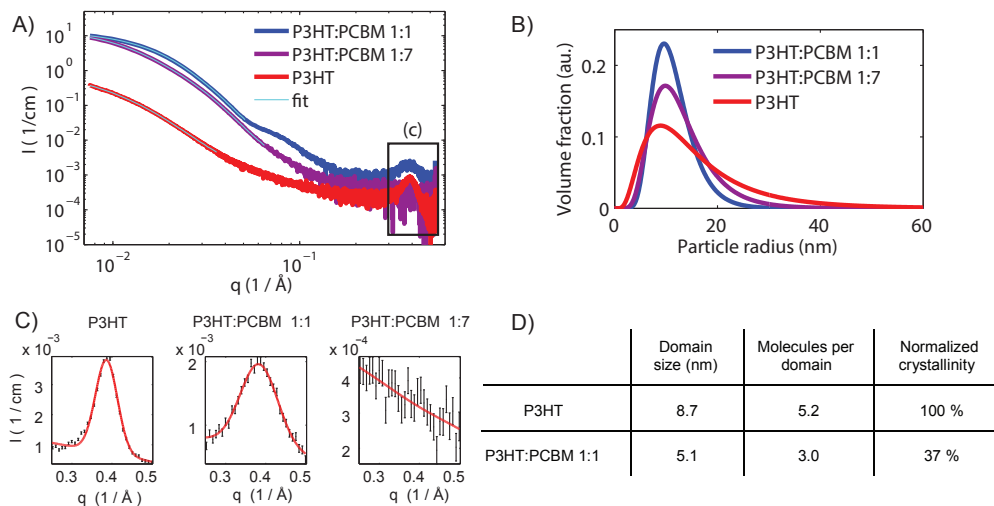 A)
P3HT:PCBM 1:1
P3HT:PCBM 1:7
P3HT
fit
(c)
10^1
10^0
10^-1
10^-2
10^-3
10^-4
10^-5
I ( 1/cm)
10^-2
10^-1
q (1 / Å)
B)
P3HT:PCBM 1:1
P3HT:PCBM 1:7
P3HT
0.2
0.1
0
Volume fraction (au.)
0 20 40 60
Particle radius (nm)
C)
P3HT
x 10^-3
3
2
1
I ( 1 / cm)
0.3 0.4 0.5
q (1 / Å)
P3HT:PCBM 1:1
x 10^-3
2
1
0.3 0.4 0.5
q (1 / Å)
P3HT:PCBM 1:7
x 10^-4
4
3
2
0.3 0.4 0.5
q (1 / Å)
D)
Domain size (nm)
Molecules per domain
Normalized crystallinity
P3HT 8.7 5.2 100 %
P3HT:PCBM 1:1 5.1 3.0 37 %